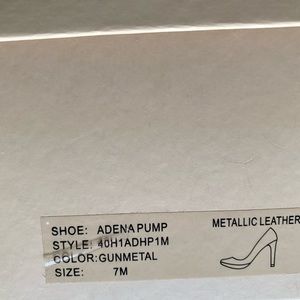 SHOE: ADENA PUMP METALLIC LEATHER
STYLE: 40H1ADHP1M
COLOR:GUNMETAL
SIZE: 7M